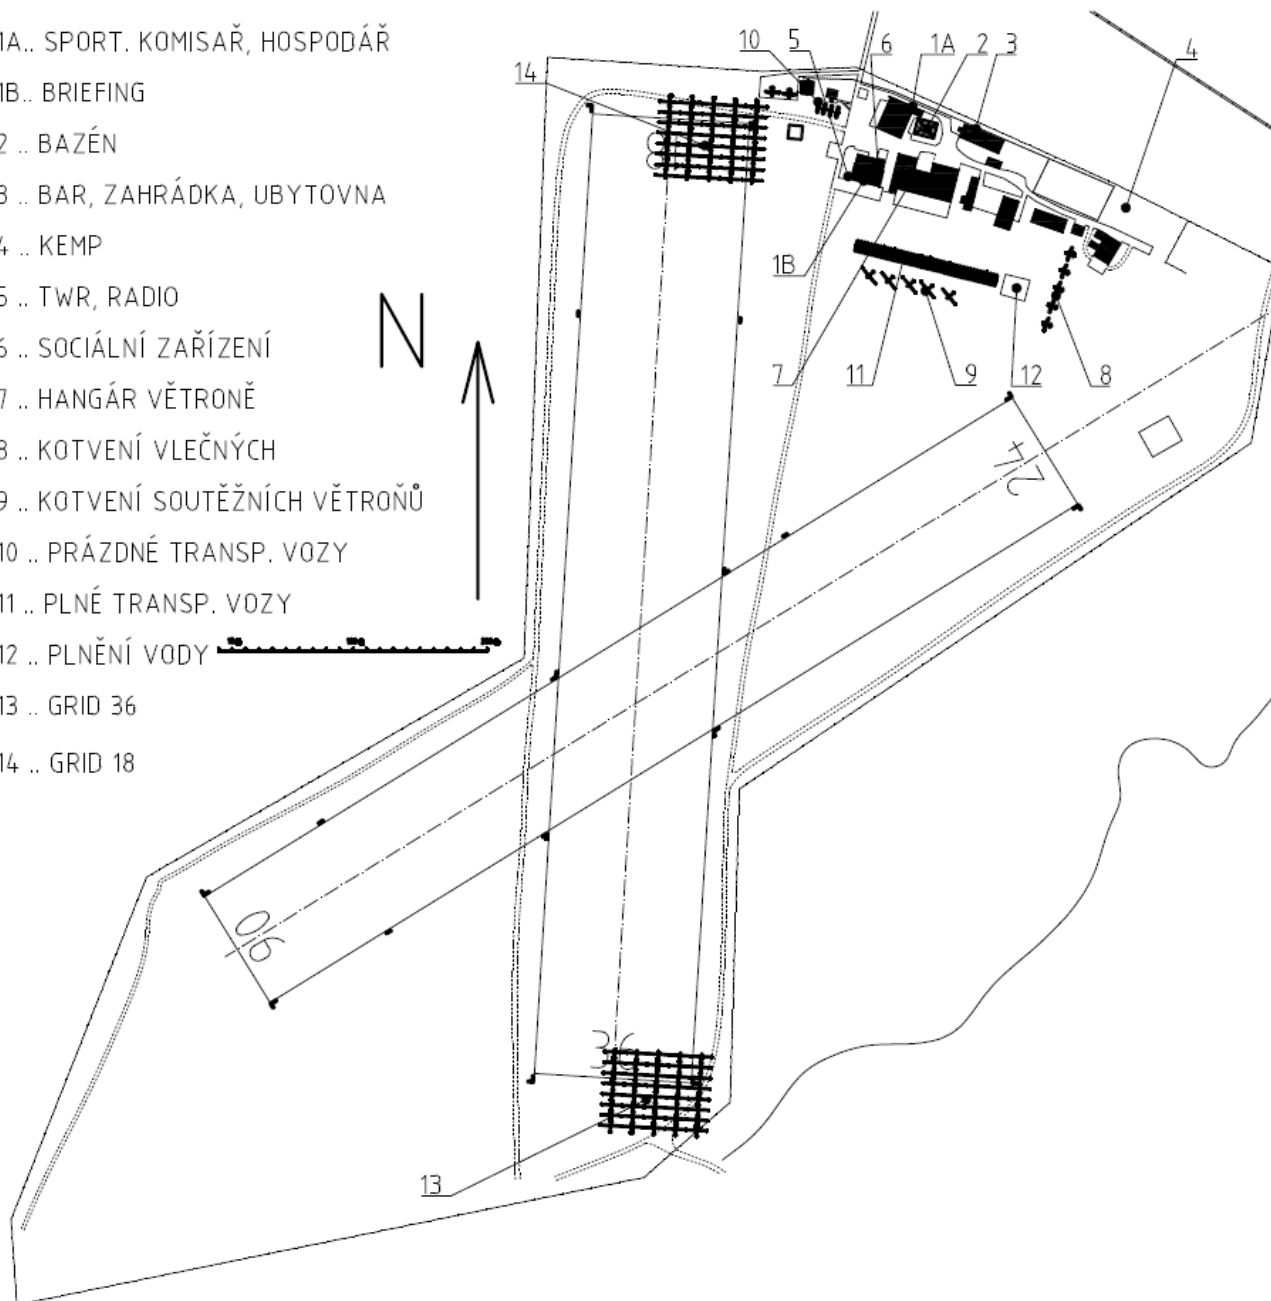 1A.. SPORT. KOMISAŘ, HOSPODÁŘ
1B.. BRIEFING
2 .. BAZÉN
3 .. BAR, ZAHRÁDKA, UBYTOVNA
4 .. KEMP
5 .. TWR, RADIO
6 .. SOCIÁLNÍ ZAŘÍZENÍ
7 .. HANGÁR VĚTRONĚ
8 .. KOTVENÍ VLEČNÝCH
9 .. KOTVENÍ SOUTĚŽNÍCH VĚTROŇŮ
10 .. PRÁZDNÉ TRANSP. VOZY
11 .. PLNÉ TRANSP. VOZY
12 .. PLNĚNÍ VODY
13 .. GRID 36
14 .. GRID 18
N
10 5 6 1A 2 3 4
14
1B
7 11 9 12 8
24
06
36
13